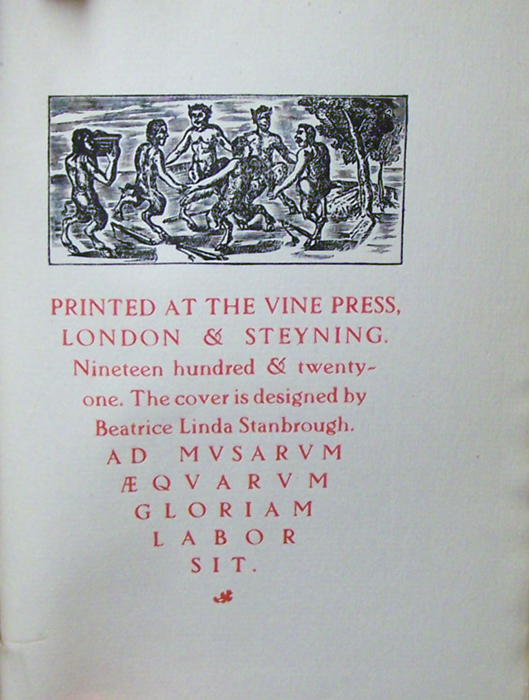 PRINTED AT THE VINE PRESS,
LONDON & STEYNING.
Nineteen hundred & twenty-
one. The cover is designed by
Beatrice Linda Stanbrough.
AD MVSARVM
ÆQVARVM
GLORIAM
LABOR
SIT.